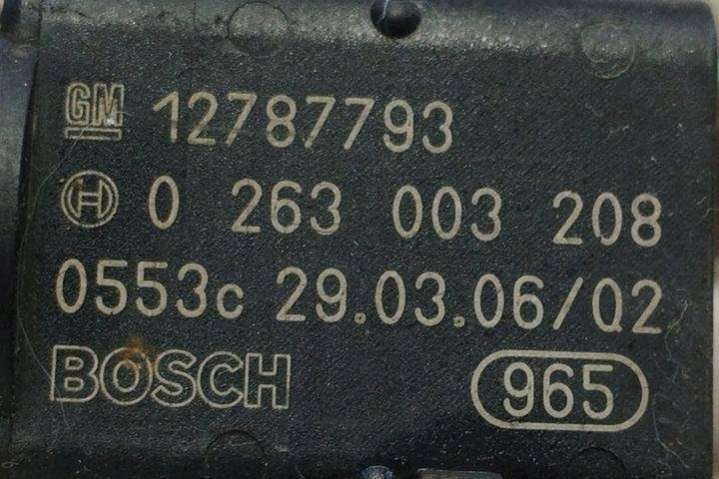 GM 12787793
H 0 263 003 208
0553c 29.03.06/02
BOSCH 965